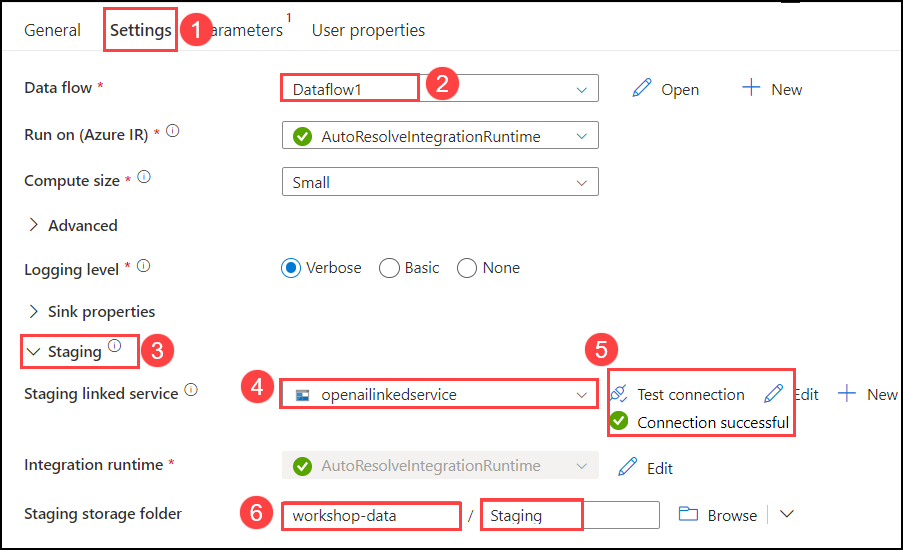 General Settings 1 arameters 1 User properties
Data flow * Dataflow1 2 Open New
Run on (Azure IR) * AutoResolveIntegrationRuntime
Compute size * Small
Advanced
Logging level * Verbose Basic None
Sink properties
Staging 3
5
Staging linked service 4 openailinkedservice Test connection Edit New
Connection successful
Integration runtime * AutoResolveIntegrationRuntime Edit
Staging storage folder 6 workshop-data / Staging Browse